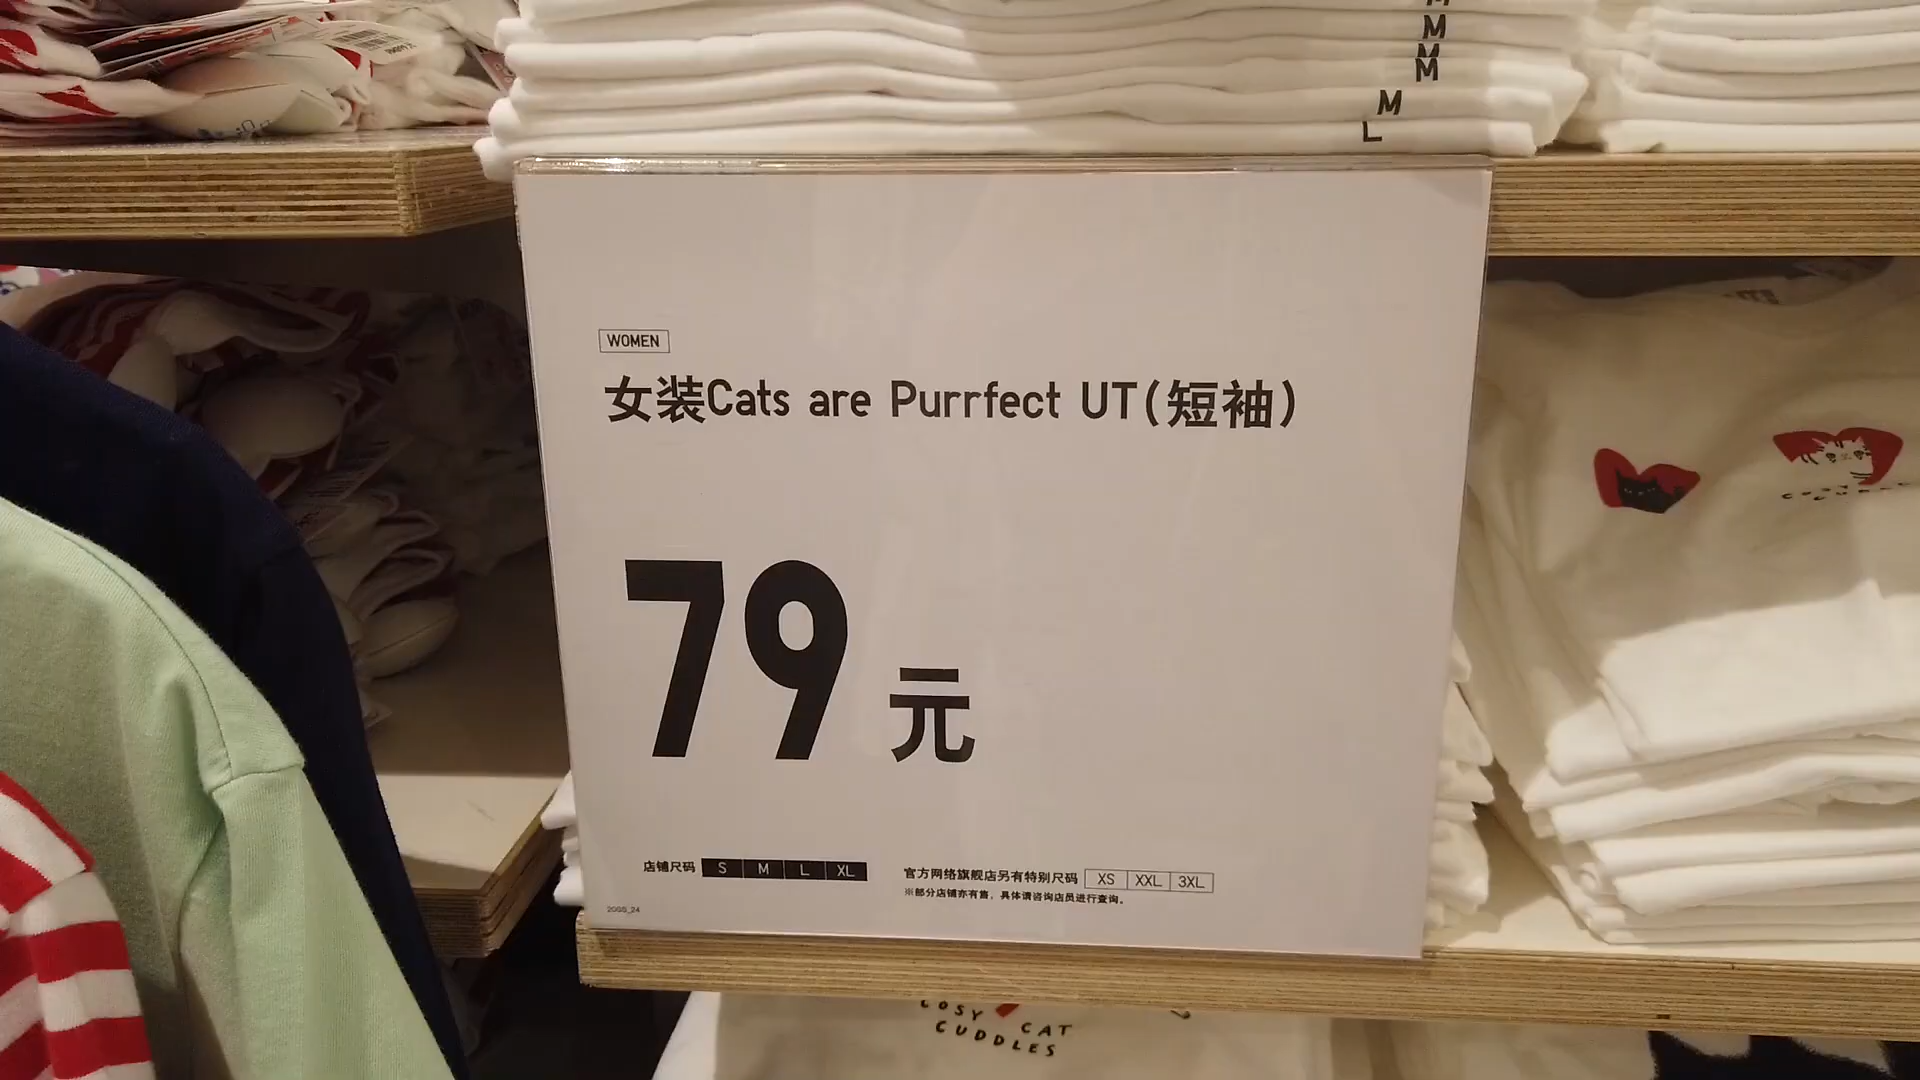 M
M
M
M
M
L
WOMEN
女装Cats are Purrfect UT(短袖)
79 元
店铺尺码 S M L XL
官方网络旗舰店另有特别尺码 XS XXL 3XL
※部分店铺亦有售，具体请咨询店员进行查询。
COSY CAT
CUDDLES